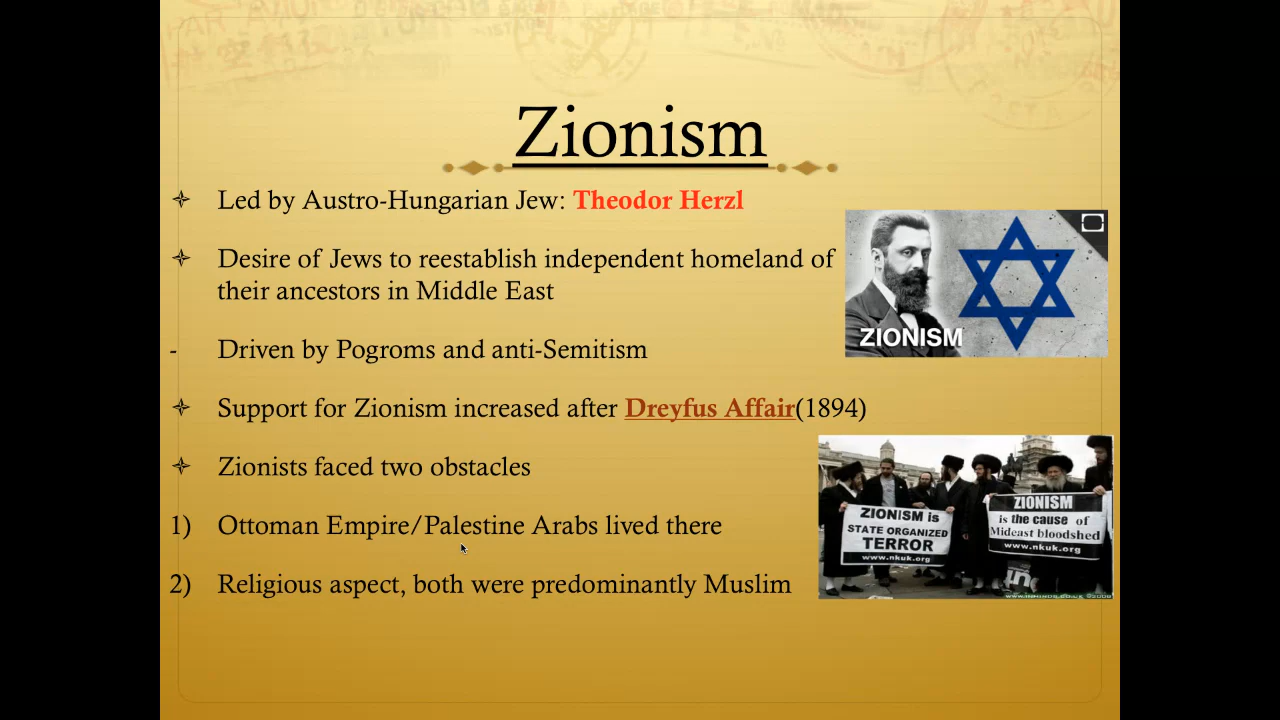 Zionism
Led by Austro-Hungarian Jew: Theodor Herzl
Desire of Jews to reestablish independent homeland of
their ancestors in Middle East
- Driven by Pogroms and anti-Semitism
Support for Zionism increased after Dreyfus Affair(1894)
Zionists faced two obstacles
1) Ottoman Empire/Palestine Arabs lived there
2) Religious aspect, both were predominantly Muslim
ZIONISM
ZIONISM is
STATE ORGANIZED
TERROR
www.nkuk.org
ZIONISM
is the cause of
Mideast bloodshed
www.nkuk.org